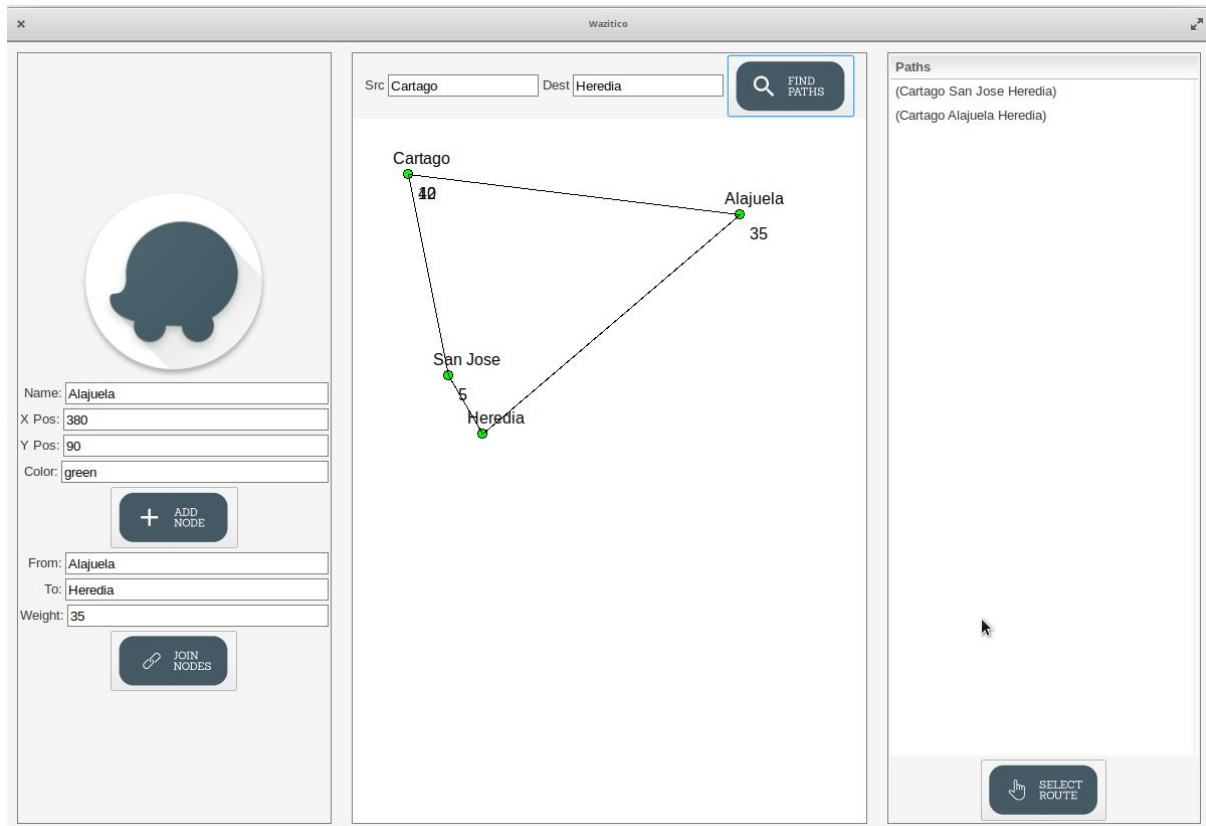 Wazitico
Name: Alajuela
X Pos: 380
Y Pos: 90
Color: green
ADD
NODE
From: Alajuela
To: Heredia
Weight: 35
JOIN
NODES
Src Cartago Dest Heredia
FIND
PATHS
Cartago
Alajuela
35
San Jose
5
Heredia
Paths
(Cartago San Jose Heredia)
(Cartago Alajuela Heredia)
SELECT
ROUTE